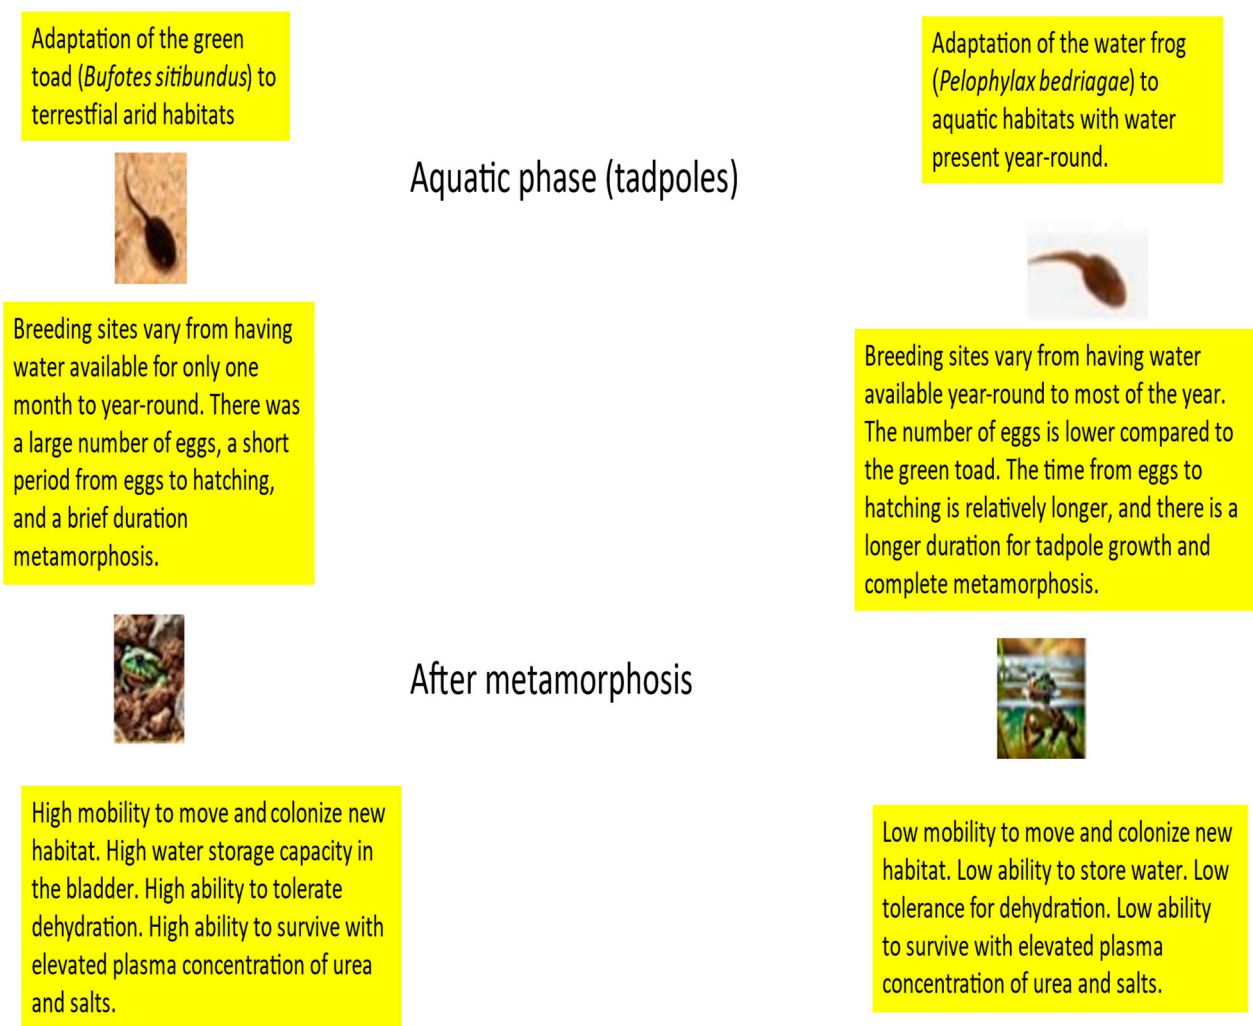 Adaptation of the green
toad (Bufotes sitibundus) to
terrestfial arid habitats
Adaptation of the water frog
(Pelophylax bedriagae) to
aquatic habitats with water
present year-round.
Aquatic phase (tadpoles)
Breeding sites vary from having
water available for only one
month to year-round. There was
a large number of eggs, a short
period from eggs to hatching,
and a brief duration
metamorphosis.
Breeding sites vary from having water
available year-round to most of the year.
The number of eggs is lower compared to
the green toad. The time from eggs to
hatching is relatively longer, and there is a
longer duration for tadpole growth and
complete metamorphosis.
After metamorphosis
High mobility to move and colonize new
habitat. High water storage capacity in
the bladder. High ability to tolerate
dehydration. High ability to survive with
elevated plasma concentration of urea
and salts.
Low mobility to move and colonize new
habitat. Low ability to store water. Low
tolerance for dehydration. Low ability
to survive with elevated plasma
concentration of urea and salts.